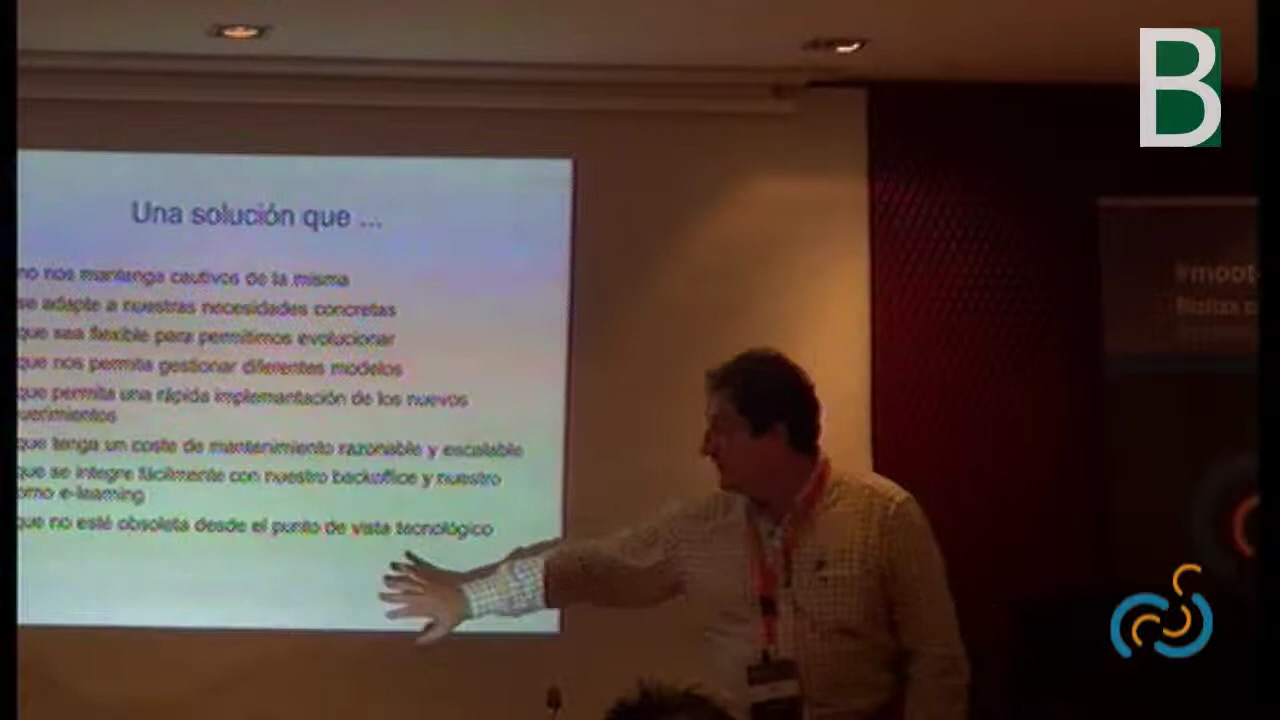 B
Una solución que ...
no nos mantenga cautivos de la misma
se adapte a nuestras necesidades concretas
que sea flexible para permitirnos evolucionar
que nos permita gestionar diferentes modelos
que permita una rápida implementación de los nuevos
uerimientos
que tenga un coste de mantenimiento razonable y escalable
que se integre fácilmente con nuestro backoffice y nuestro
orno e-learning
que no esté obsoleta desde el punto de vista tecnológico
#moot